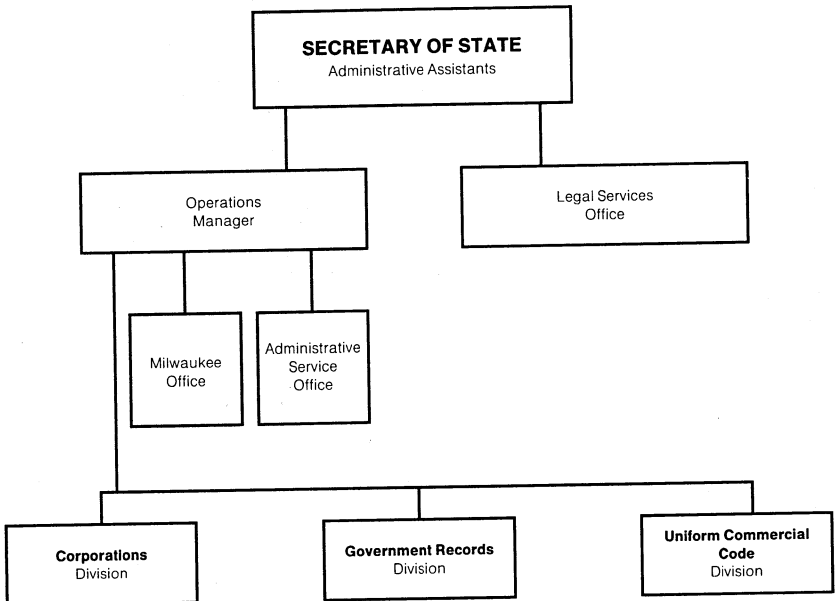 SECRETARY OF STATE
Administrative Assistants
Operations
Manager
Legal Services
Office
Milwaukee
Office
Administrative
Service
Office
Corporations
Division
Government Records
Division
Uniform Commercial
Code
Division